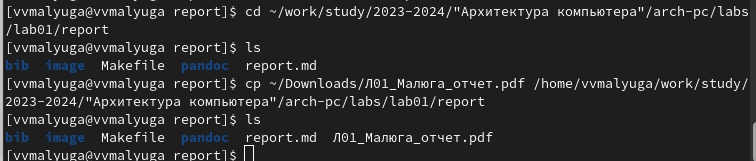 [vvmalyuga@vvmalyuga report]$ cd ~/work/study/2023-2024/"Архитектура компьютера"/arch-pc/labs
/lab01/report
[vvmalyuga@vvmalyuga report]$ ls
bib  image  Makefile  pandoc  report.md
[vvmalyuga@vvmalyuga report]$ cp ~/Downloads/Л01_Малюга_отчет.pdf /home/vvmalyuga/work/study/
2023-2024/"Архитектура компьютера"/arch-pc/labs/lab01/report
[vvmalyuga@vvmalyuga report]$ ls
bib  image  Makefile  pandoc  report.md  Л01_Малюга_отчет.pdf
[vvmalyuga@vvmalyuga report]$